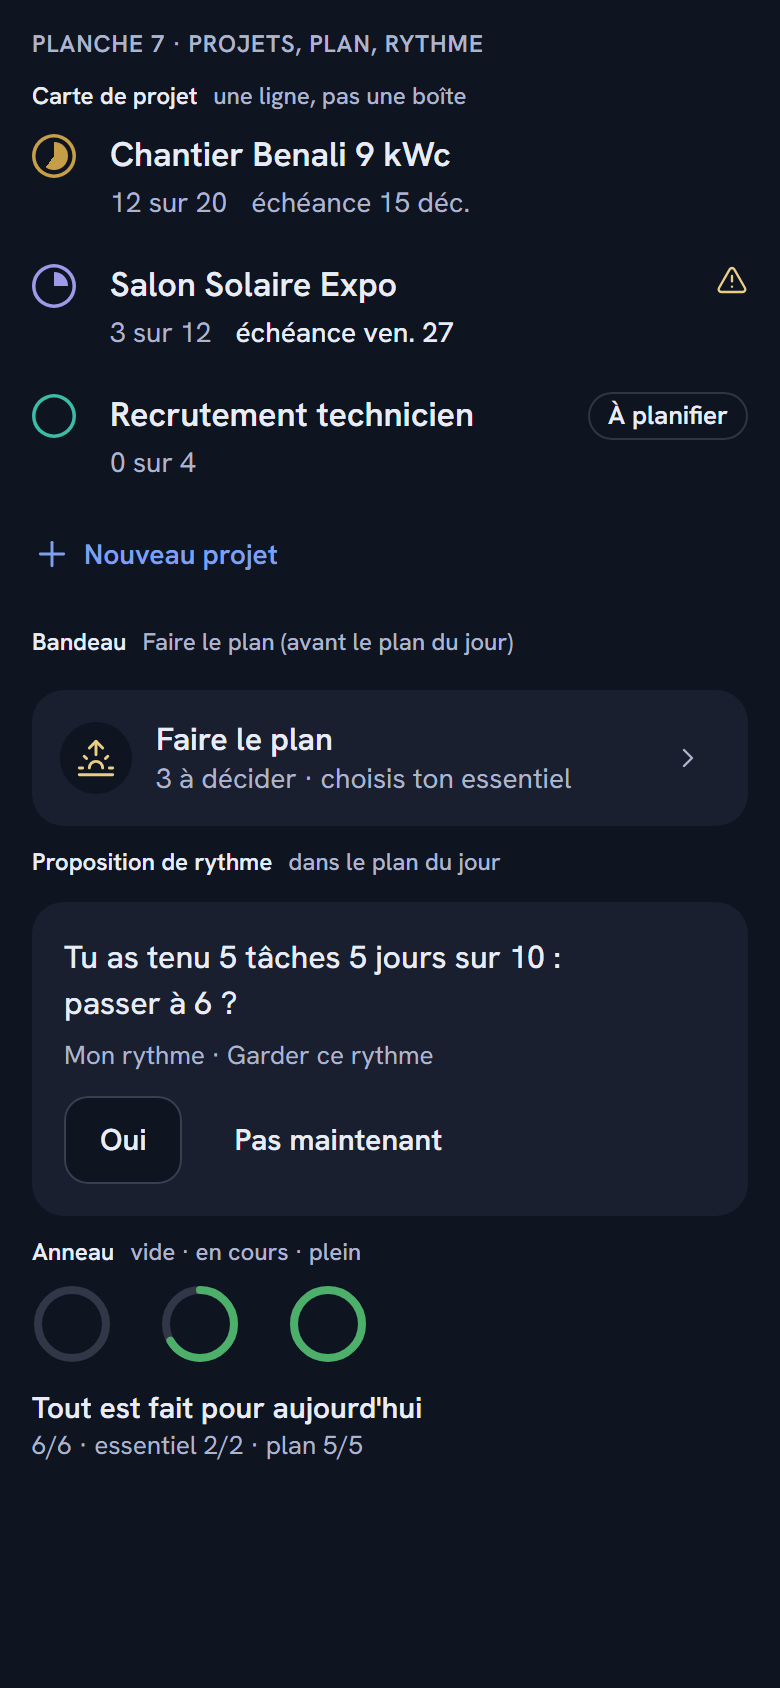 PLANCHE 7 · PROJETS, PLAN, RYTHME
Carte de projet une ligne, pas une boîte
Chantier Benali 9 kWc
12 sur 20 échéance 15 déc.
Salon Solaire Expo
3 sur 12 échéance ven. 27
Recrutement technicien À planifier
0 sur 4
Nouveau projet
Bandeau Faire le plan (avant le plan du jour)
Faire le plan
3 à décider · choisis ton essentiel
Proposition de rythme dans le plan du jour
Tu as tenu 5 tâches 5 jours sur 10 :
passer à 6 ?
Mon rythme · Garder ce rythme
Oui Pas maintenant
Anneau vide · en cours · plein
Tout est fait pour aujourd'hui
6/6 · essentiel 2/2 · plan 5/5